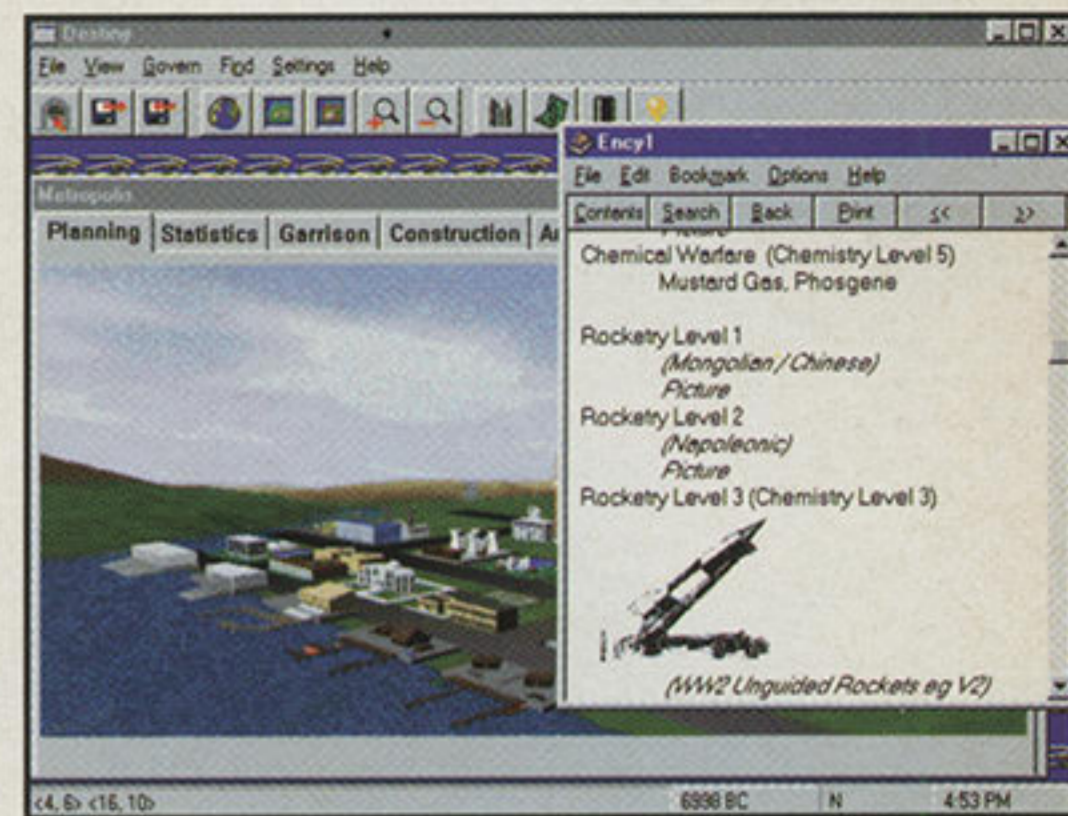 Destiny
File View Govern Find Settings Help
Metropolis
Planning Statistics Garrison Construction
Ency1
File Edit Bookmark Options Help
Contents Search Back Print << >>
Picture
Chemical Warfare (Chemistry Level 5)
Mustard Gas, Phosgene
Rocketry Level 1
(Mongolian / Chinese)
Picture
Rocketry Level 2
(Napoleonic)
Picture
Rocketry Level 3 (Chemistry Level 3)
(WW2 Unguided Rockets eg V2)
<4, 6> <16, 10> 6998 BC N 4:53 PM